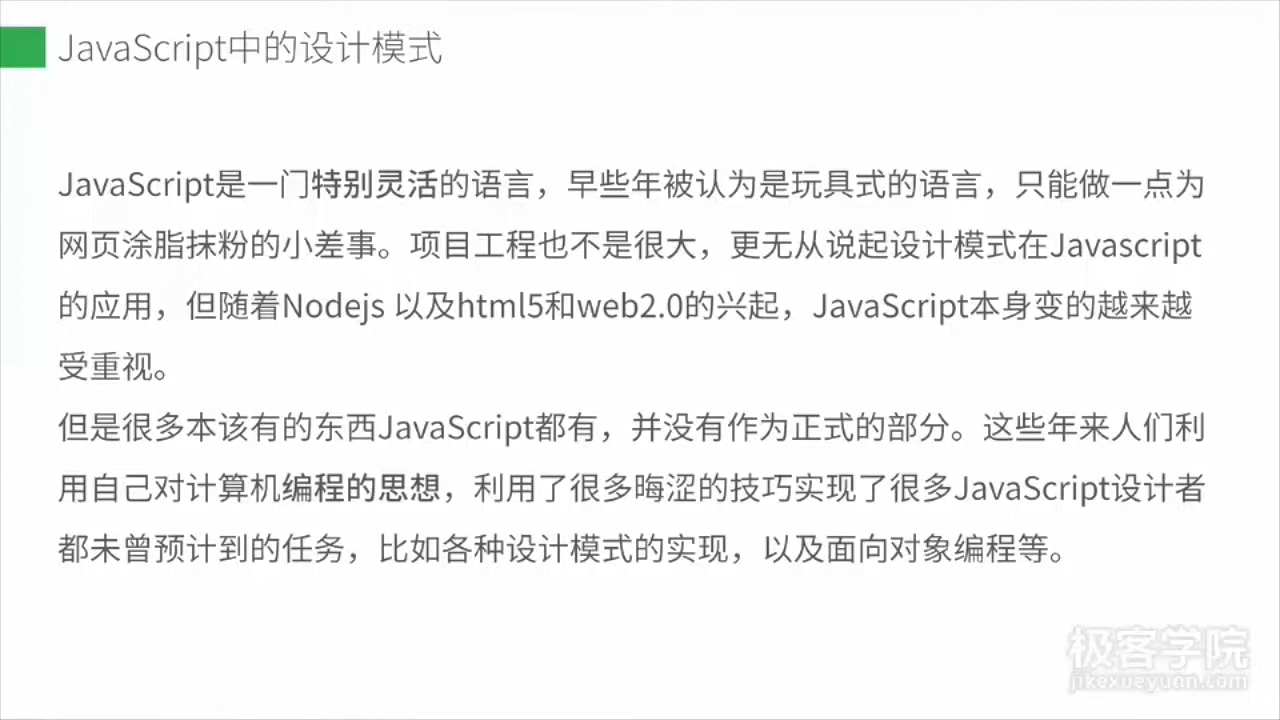 JavaScript中的设计模式
JavaScript是一门特别灵活的语言，早些年被认为是玩具式的语言，只能做一点为
网页涂脂抹粉的小差事。项目工程也不是很大，更无从说起设计模式在Javascript
的应用，但随着Nodejs 以及html5和web2.0的兴起，JavaScript本身变的越来越
受重视。
但是很多本该有的东西JavaScript都有，并没有作为正式的部分。这些年来人们利
用自己对计算机编程的思想，利用了很多晦涩的技巧实现了很多JavaScript设计者
都未曾预计到的任务，比如各种设计模式的实现，以及面向对象编程等。
极客学院
jikexueyuan.com